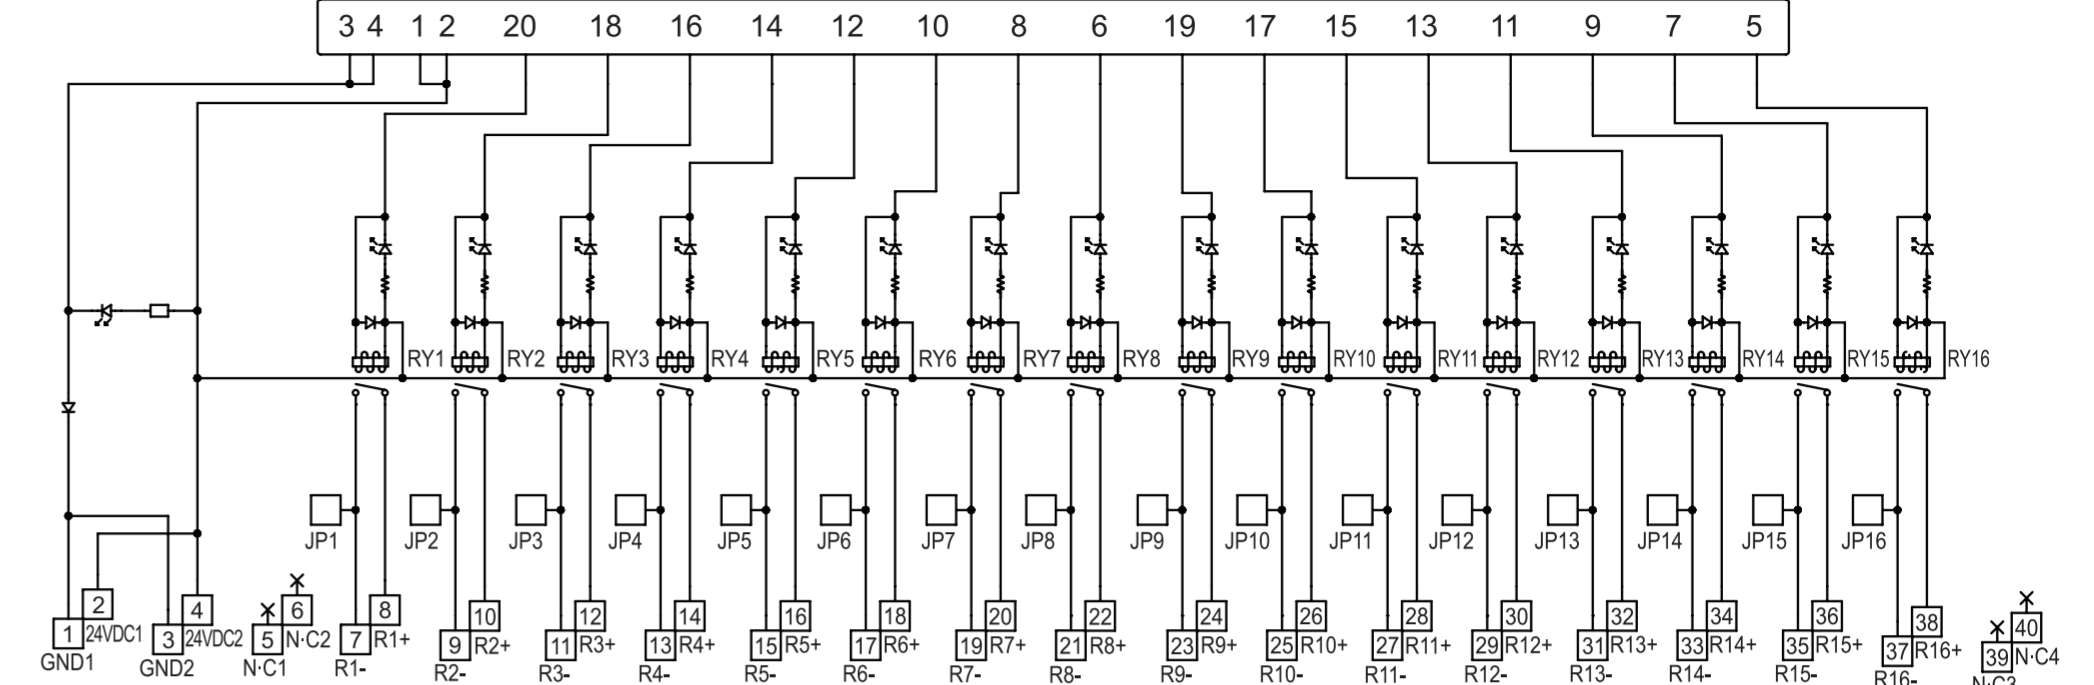 3 4 1 2 20 18 16 14 12 10 8 6 19 17 15 13 11 9 7 5
RY1 RY2 RY3 RY4 RY5 RY6 RY7 RY8 RY9 RY10 RY11 RY12 RY13 RY14 RY15 RY16
JP1 JP2 JP3 JP4 JP5 JP6 JP7 JP8 JP9 JP10 JP11 JP12 JP13 JP14 JP15 JP16
2 4 6 8 10 12 14 16 18 20 22 24 26 28 30 32 34 36 38 40
1 24VDC1 3 24VDC2 5 N·C2 7 R1+ 9 R2+ 11 R3+ 13 R4+ 15 R5+ 17 R6+ 19 R7+ 21 R8+ 23 R9+ 25 R10+ 27 R11+ 29 R12+ 31 R13+ 33 R14+ 35 R15+ 37 R16+ 39 N·C4
GND1 GND2 N·C1 R1- R2- R3- R4- R5- R6- R7- R8- R9- R10- R11- R12- R13- R14- R15- R16- N·C3